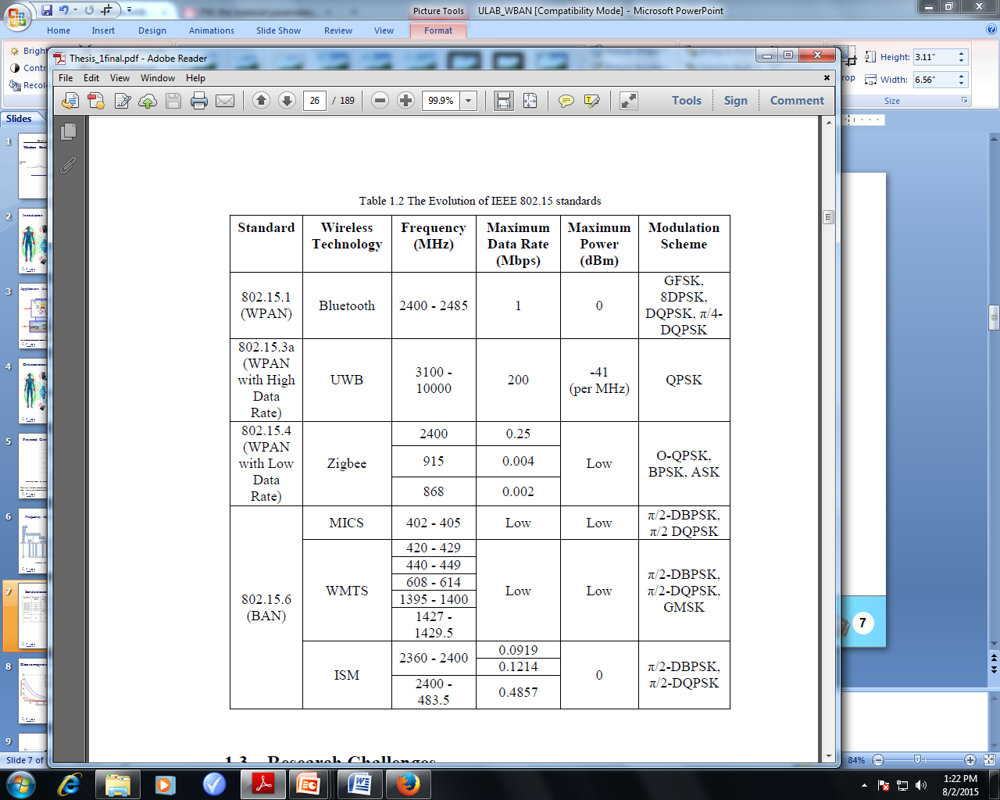 Picture Tools
ULAB_WBAN [Compatibility Mode] - Microsoft PowerPoint
Home Insert Design Animations Slide Show Review View Format
Height: 3.11"
Width: 6.56"
Size
Slides
Thesis_1final.pdf - Adobe Reader
File Edit View Window Help
26 / 189 99.9% Tools Sign Comment
Table 1.2 The Evolution of IEEE 802.15 standards
Standard
Wireless
Technology
Frequency
(MHz)
Maximum
Data Rate
(Mbps)
Maximum
Power
(dBm)
Modulation
Scheme
802.15.1
(WPAN)
Bluetooth
2400 - 2485
1
0
GFSK,
8DPSK,
DQPSK, π/4-
DQPSK
802.15.3a
(WPAN
with High
Data
Rate)
UWB
3100 -
10000
200
-41
(per MHz)
QPSK
802.15.4
(WPAN
with Low
Data
Rate)
Zigbee
2400
0.25
915
0.004
868
0.002
Low
O-QPSK,
BPSK, ASK
802.15.6
(BAN)
MICS
402 - 405
Low
Low
π/2-DBPSK,
π/2 DQPSK
WMTS
420 - 429
440 - 449
608 - 614
1395 - 1400
1427 -
1429.5
Low
Low
π/2-DBPSK,
π/2-DQPSK,
GMSK
ISM
2360 - 2400
0.0919
0.1214
2400 -
483.5
0.4857
0
π/2-DBPSK,
π/2-DQPSK
1.3 Research Challenges
1
2
3
4
5
6
7
8
9
7
Slide 7 of
84%
1:22 PM
8/2/2015